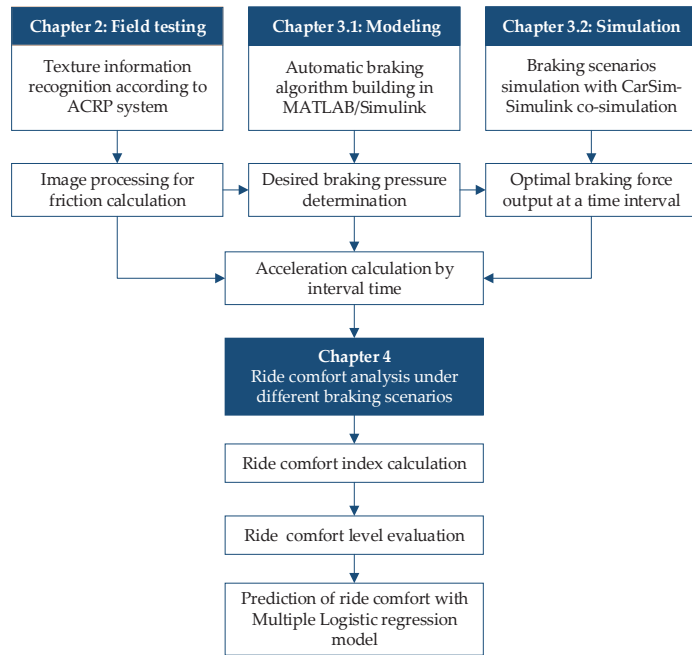 Chapter 2: Field testing
Texture information
recognition according to
ACRP system
Chapter 3.1: Modeling
Automatic braking
algorithm building in
MATLAB/Simulink
Chapter 3.2: Simulation
Braking scenarios
simulation with CarSim-
Simulink co-simulation
Image processing for
friction calculation
Desired braking pressure
determination
Optimal braking force
output at a time interval
Acceleration calculation by
interval time
Chapter 4
Ride comfort analysis under
different braking scenarios
Ride comfort index calculation
Ride comfort level evaluation
Prediction of ride comfort with
Multiple Logistic regression
model